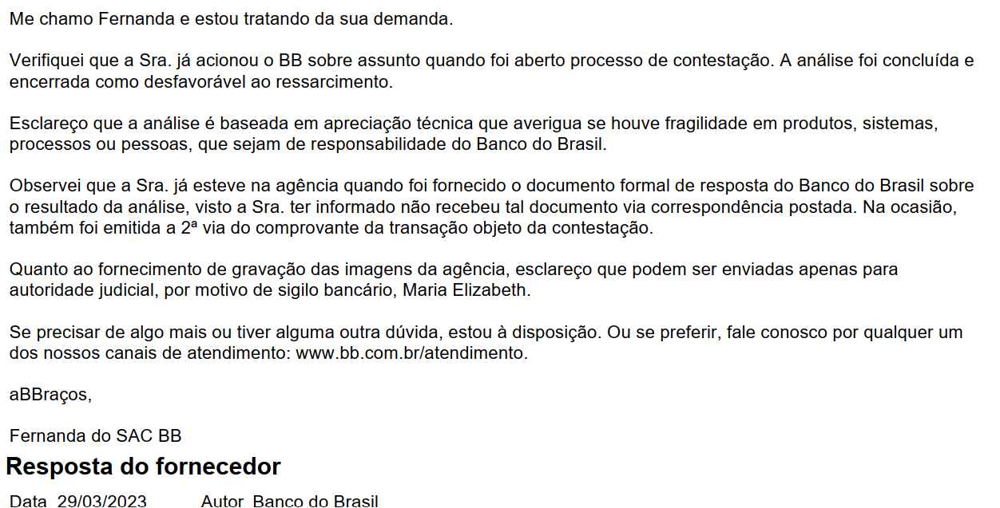 Me chamo Fernanda e estou tratando da sua demanda.
Verifiquei que a Sra. já acionou o BB sobre assunto quando foi aberto processo de contestação. A análise foi concluída e
encerrada como desfavorável ao ressarcimento.
Esclareço que a análise é baseada em apreciação técnica que averigua se houve fragilidade em produtos, sistemas,
processos ou pessoas, que sejam de responsabilidade do Banco do Brasil.
Observei que a Sra. já esteve na agência quando foi fornecido o documento formal de resposta do Banco do Brasil sobre
o resultado da análise, visto a Sra. ter informado não recebeu tal documento via correspondência postada. Na ocasião,
também foi emitida a 2ª via do comprovante da transação objeto da contestação.
Quanto ao fornecimento de gravação das imagens da agência, esclareço que podem ser enviadas apenas para
autoridade judicial, por motivo de sigilo bancário, Maria Elizabeth.
Se precisar de algo mais ou tiver alguma outra dúvida, estou à disposição. Ou se preferir, fale conosco por qualquer um
dos nossos canais de atendimento: www.bb.com.br/atendimento.
aBBraços,
Fernanda do SAC BB
Resposta do fornecedor
Data 29/03/2023 Autor Banco do Brasil